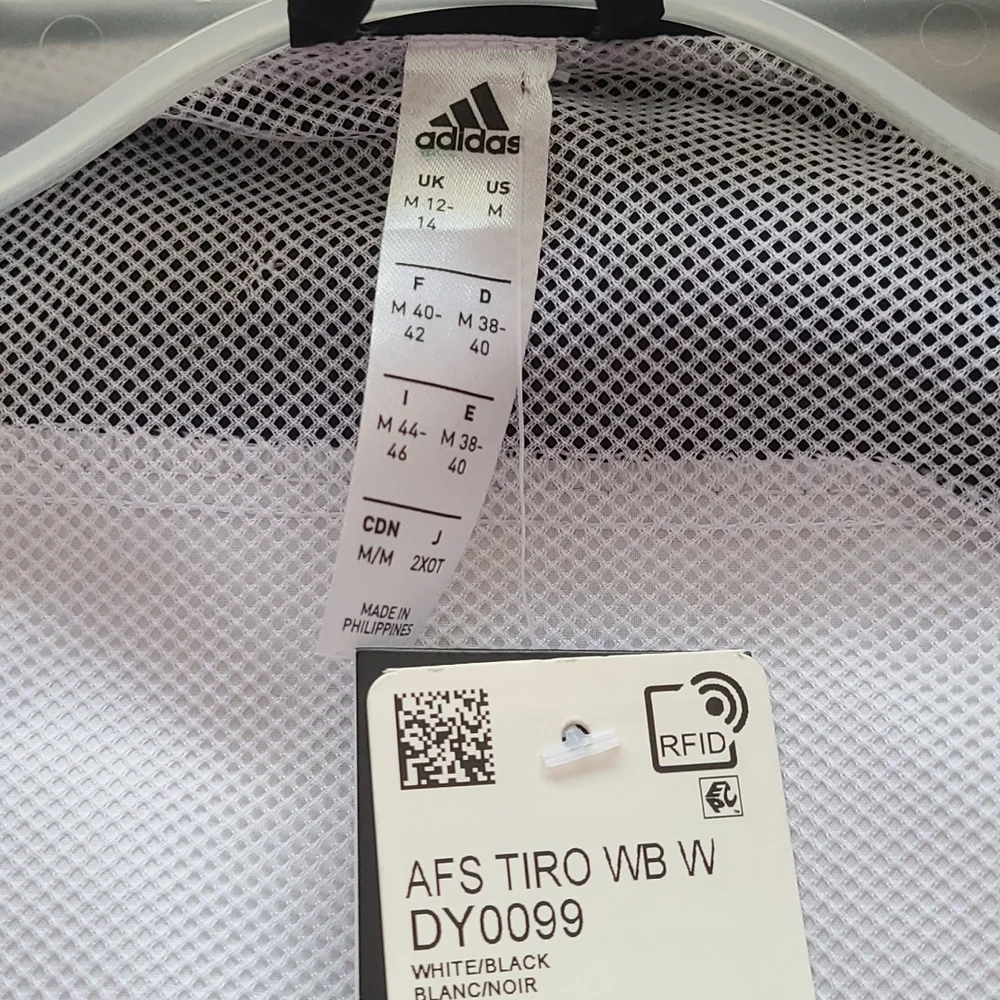 adidas
UK US
M 12- M
14
F D
M 40- M 38-
42 40
I E
M 44- M 38-
46 40
CDN J
M/M 2XOT
MADE IN
PHILIPPINES
RFID
EPC
AFS TIRO WB W
DY0099
WHITE/BLACK
BLANC/NOIR